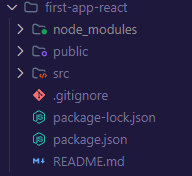 first-app-react
node_modules
public
src
.gitignore
package-lock.json
package.json
README.md